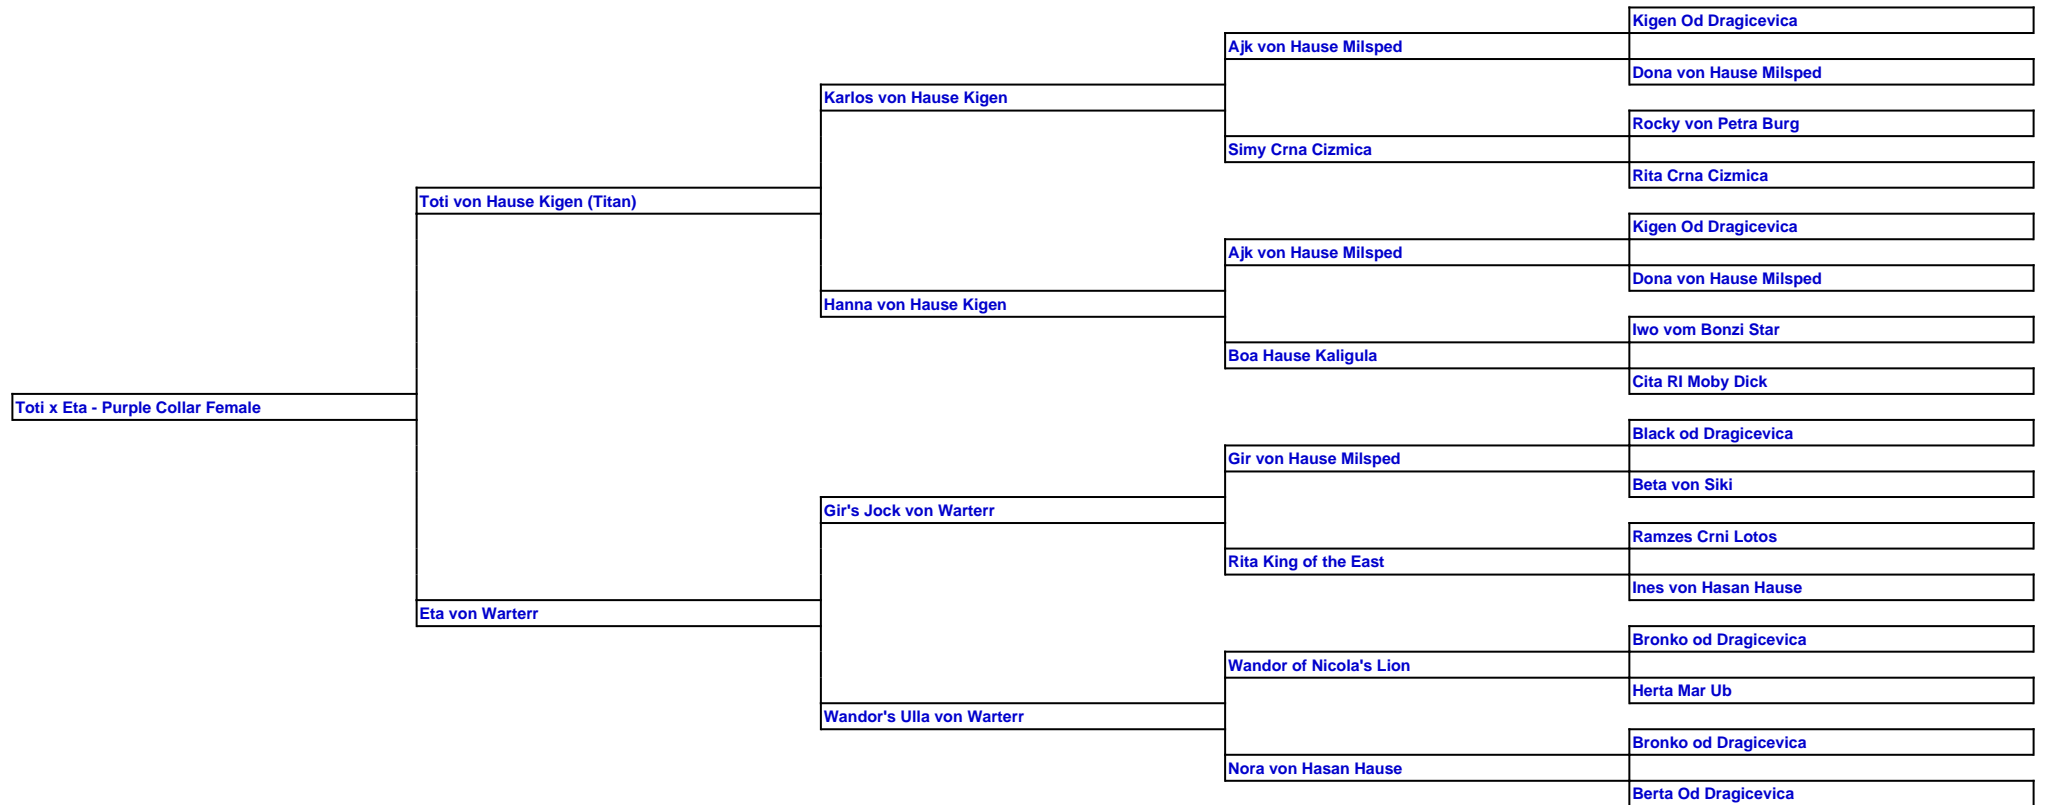 Kigen Od Dragicevica
Ajk von Hause Milsped
Dona von Hause Milsped
Karlos von Hause Kigen
Rocky von Petra Burg
Simy Crna Cizmica
Rita Crna Cizmica
Toti von Hause Kigen (Titan)
Kigen Od Dragicevica
Ajk von Hause Milsped
Dona von Hause Milsped
Hanna von Hause Kigen
Iwo vom Bonzi Star
Boa Hause Kaligula
Cita RI Moby Dick
Toti x Eta - Purple Collar Female
Black od Dragicevica
Gir von Hause Milsped
Beta von Siki
Gir's Jock von Warterr
Ramzes Crni Lotos
Rita King of the East
Ines von Hasan Hause
Eta von Warterr
Bronko od Dragicevica
Wandor of Nicola's Lion
Herta Mar Ub
Wandor's Ulla von Warterr
Bronko od Dragicevica
Nora von Hasan Hause
Berta Od Dragicevica